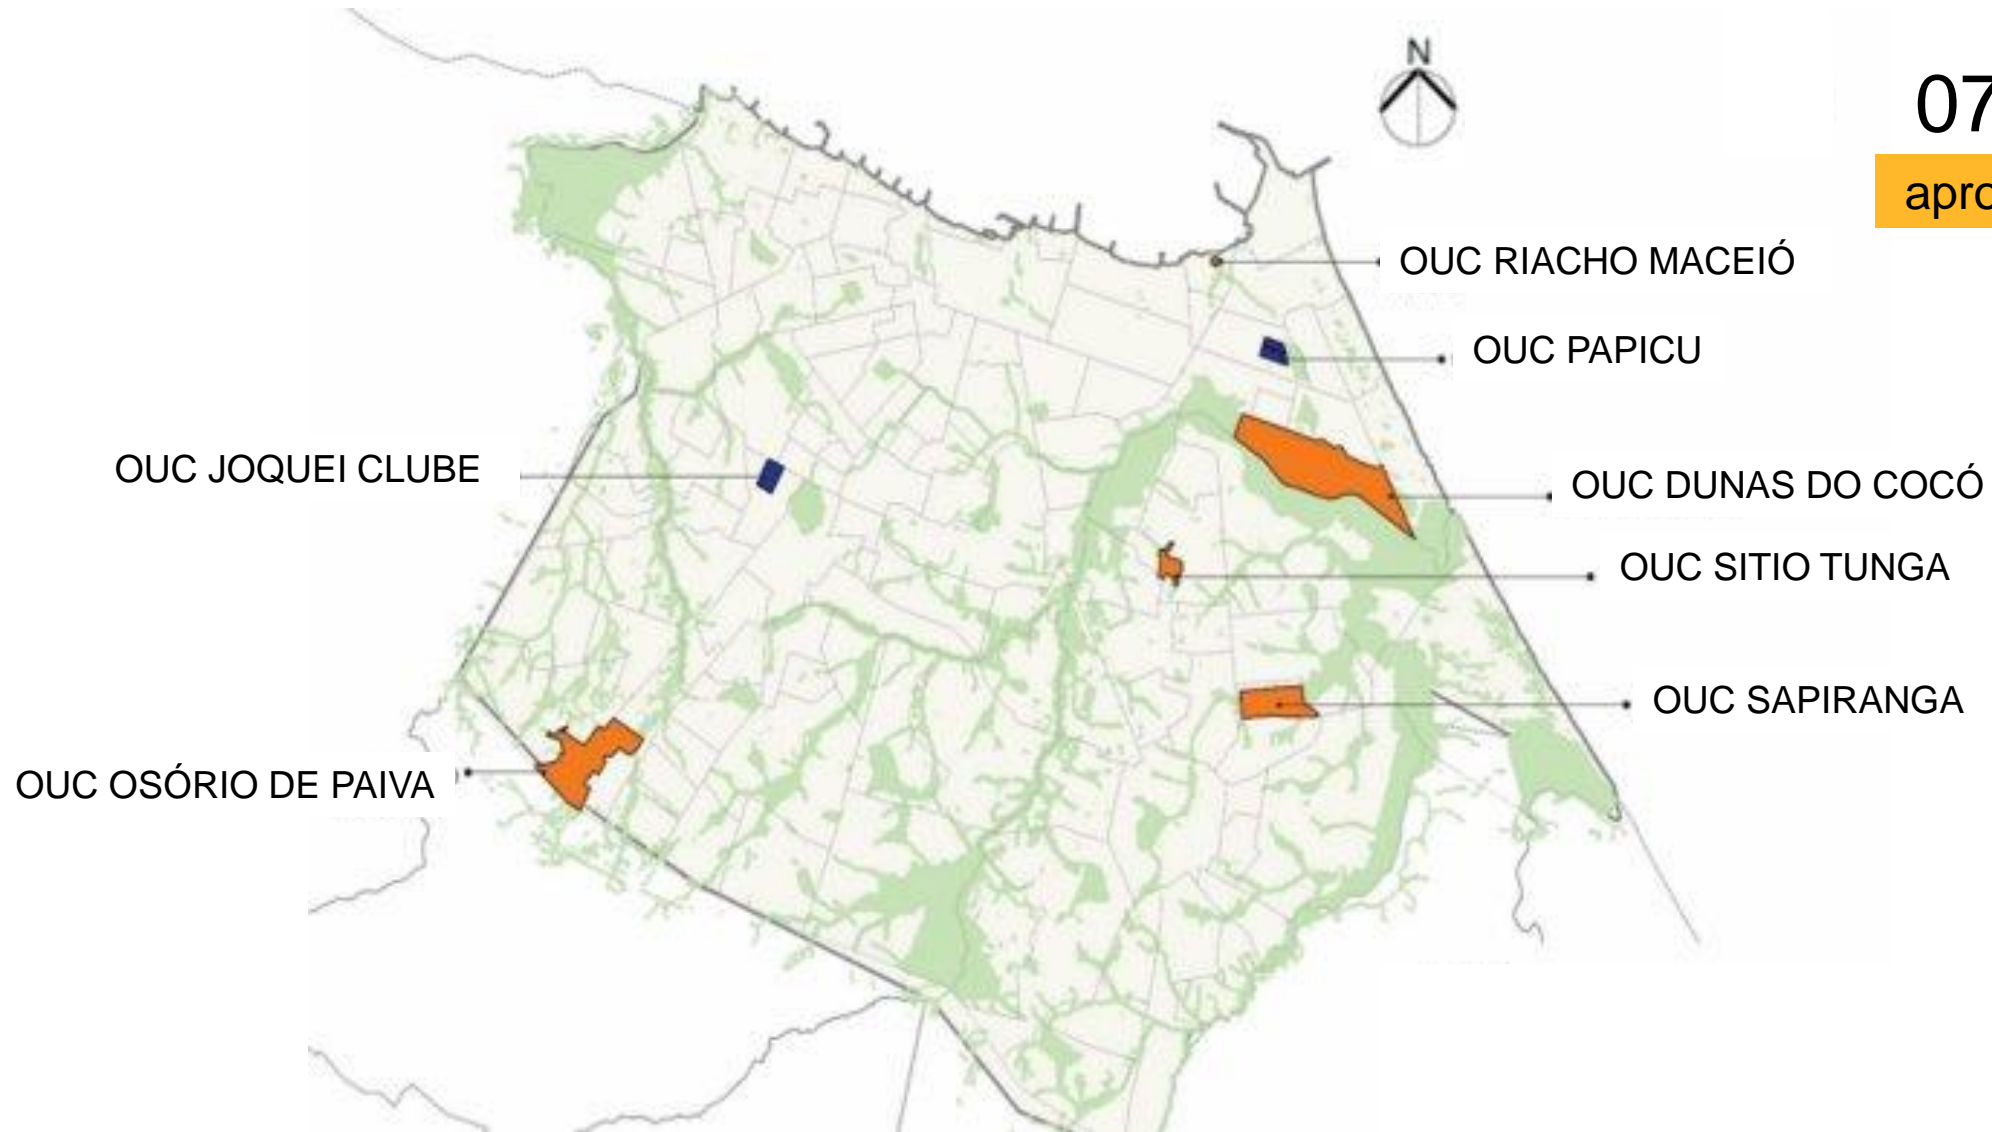 N
07
OUC RIACHO MACEIÓ
OUC PAPICU
OUC JOQUEI CLUBE
OUC DUNAS DO COCÓ
OUC SITIO TUNGA
OUC SAPIRANGA
OUC OSÓRIO DE PAIVA